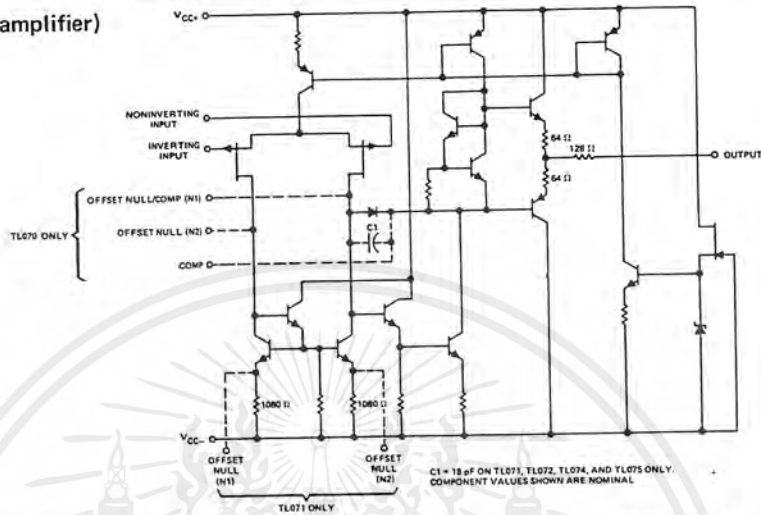 amplifier)
VCC+
NONINVERTING
INPUT
INVERTING
INPUT
64 Ω
128 Ω
OUTPUT
64 Ω
OFFSET NULL/COMP (N1)
TL070 ONLY
OFFSET NULL (N2)
C1
COMP
1080 Ω
1080 Ω
VCC-
OFFSET
NULL
(N1)
OFFSET
NULL
(N2)
TL071 ONLY
C1 = 18 pF ON TL071, TL072, TL074, AND TL075 ONLY.
COMPONENT VALUES SHOWN ARE NOMINAL